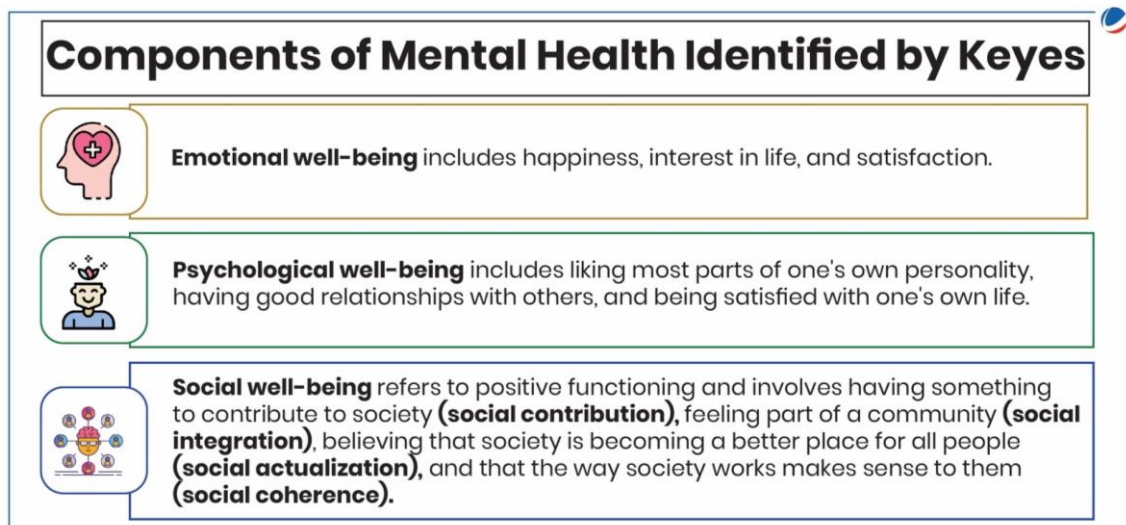 Components of Mental Health Identified by Keyes
Emotional well-being includes happiness, interest in life, and satisfaction.
Psychological well-being includes liking most parts of one's own personality,
having good relationships with others, and being satisfied with one's own life.
Social well-being refers to positive functioning and involves having something
to contribute to society (social contribution), feeling part of a community (social
integration), believing that society is becoming a better place for all people
(social actualization), and that the way society works makes sense to them
(social coherence).